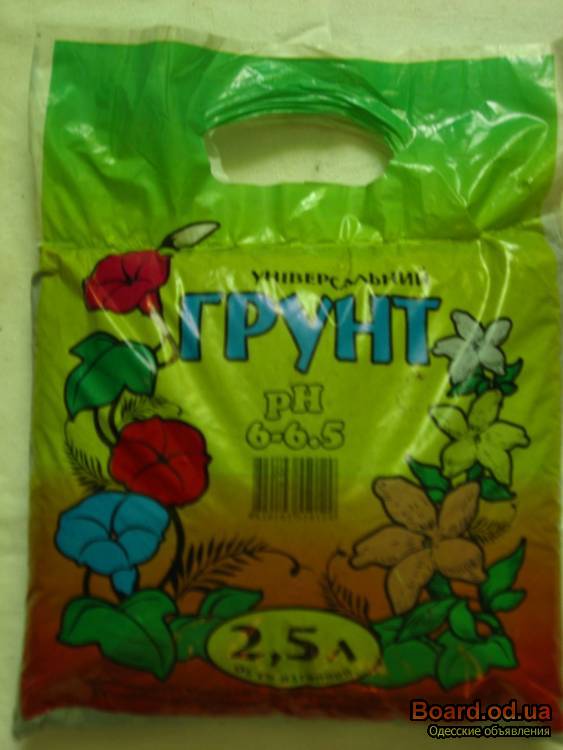 УНІВЕРСАЛЬНИЙ
ГРУНТ
pH
6-6.5
2,5 л
Board.od.ua
Одесские объявления